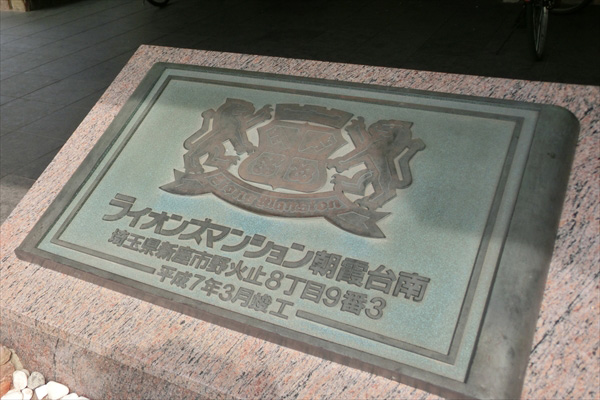 ライオンズマンション朝霞台南
埼玉県新座市野火止8丁目9番3
平成7年3月竣工